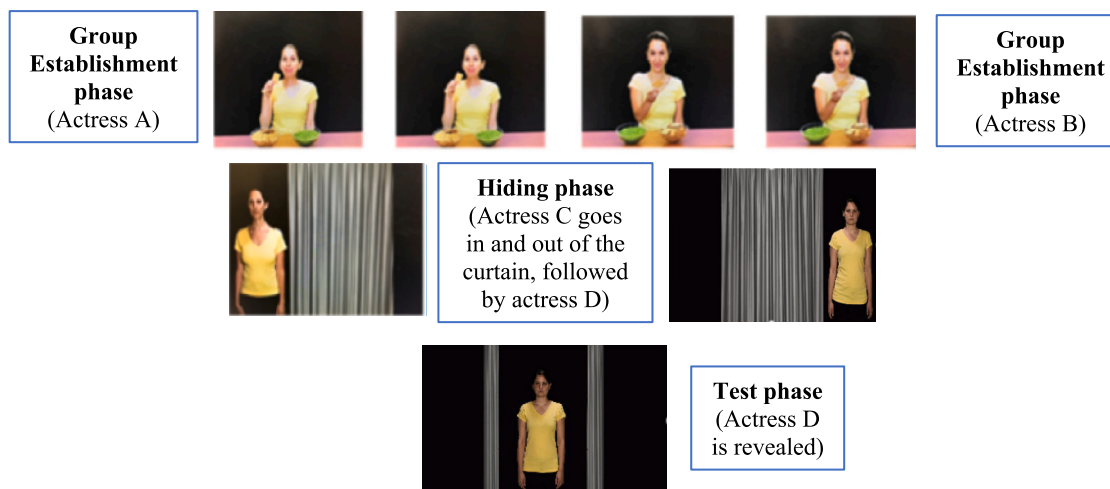 Group
Establishment
phase
(Actress A)
Group
Establishment
phase
(Actress B)
Hiding phase
(Actress C goes
in and out of the
curtain, followed
by actress D)
Test phase
(Actress D
is revealed)